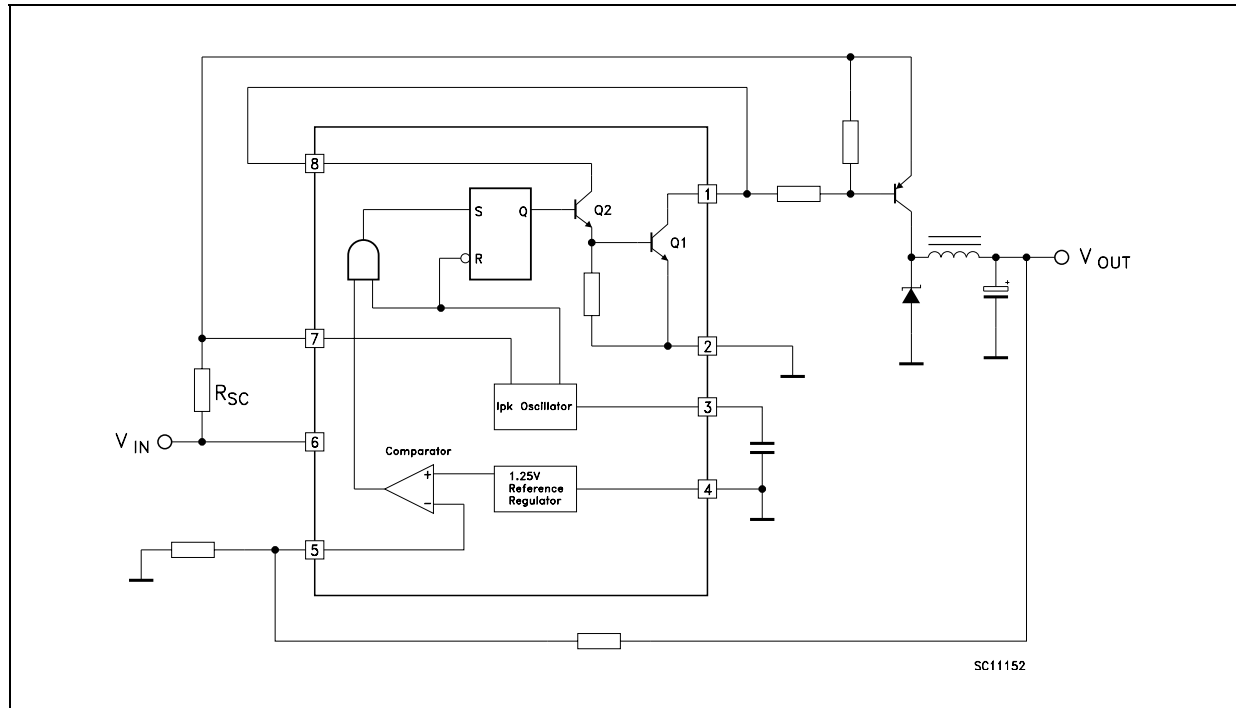 8
1
S Q
Q2
Q1
R
7
2
R SC
Ipk Oscillator
3
V IN
6
Comparator
+
1.25V
Reference
Regulator
4
−
5
+
V OUT
SC11152